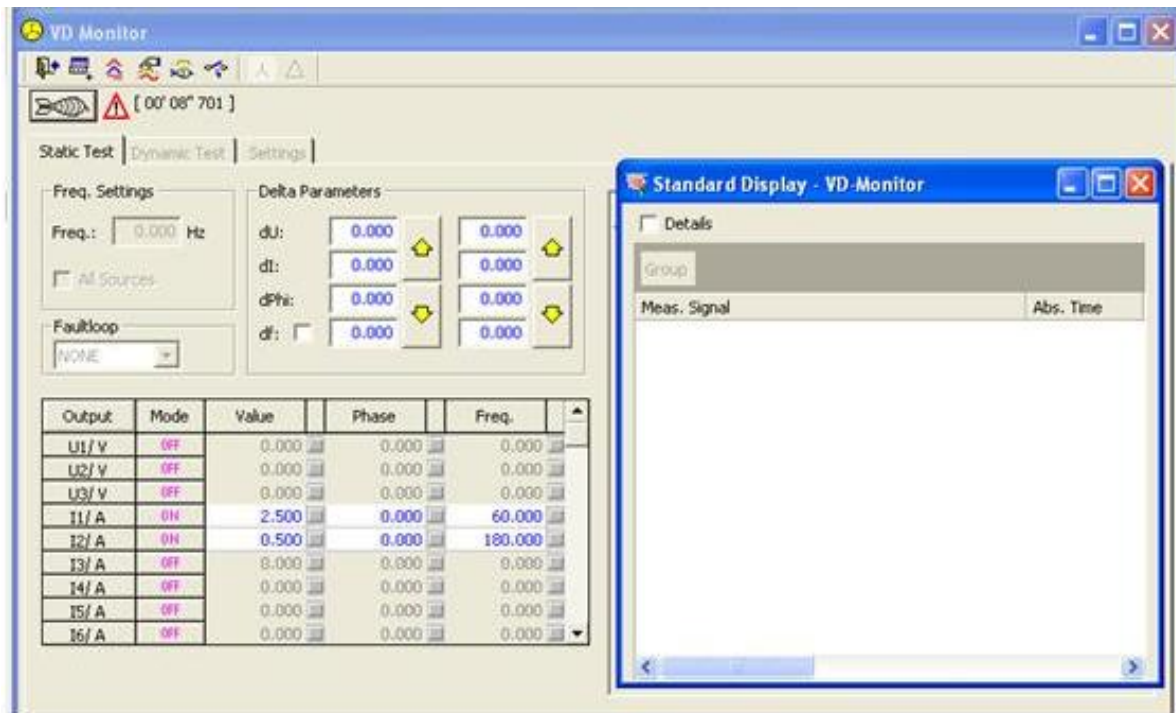 VD Monitor
[ 00' 08" 701 ]
Static Test Dynamic Test Settings
Freq. Settings
Freq.: 0.000 Hz
All Sources
Faultloop
NONE
Delta Parameters
dU: 0.000 0.000
dI: 0.000 0.000
dPhi: 0.000 0.000
df: 0.000 0.000
Output Mode Value Phase Freq.
U1/ V OFF 0.000 0.000 0.000
U2/ V OFF 0.000 0.000 0.000
U3/ V OFF 0.000 0.000 0.000
I1/ A ON 2.500 0.000 60.000
I2/ A ON 0.500 0.000 180.000
I3/ A OFF 0.000 0.000 0.000
I4/ A OFF 0.000 0.000 0.000
I5/ A OFF 0.000 0.000 0.000
I6/ A OFF 0.000 0.000 0.000
Standard Display - VD-Monitor
Details
Group
Meas. Signal Abs. Time